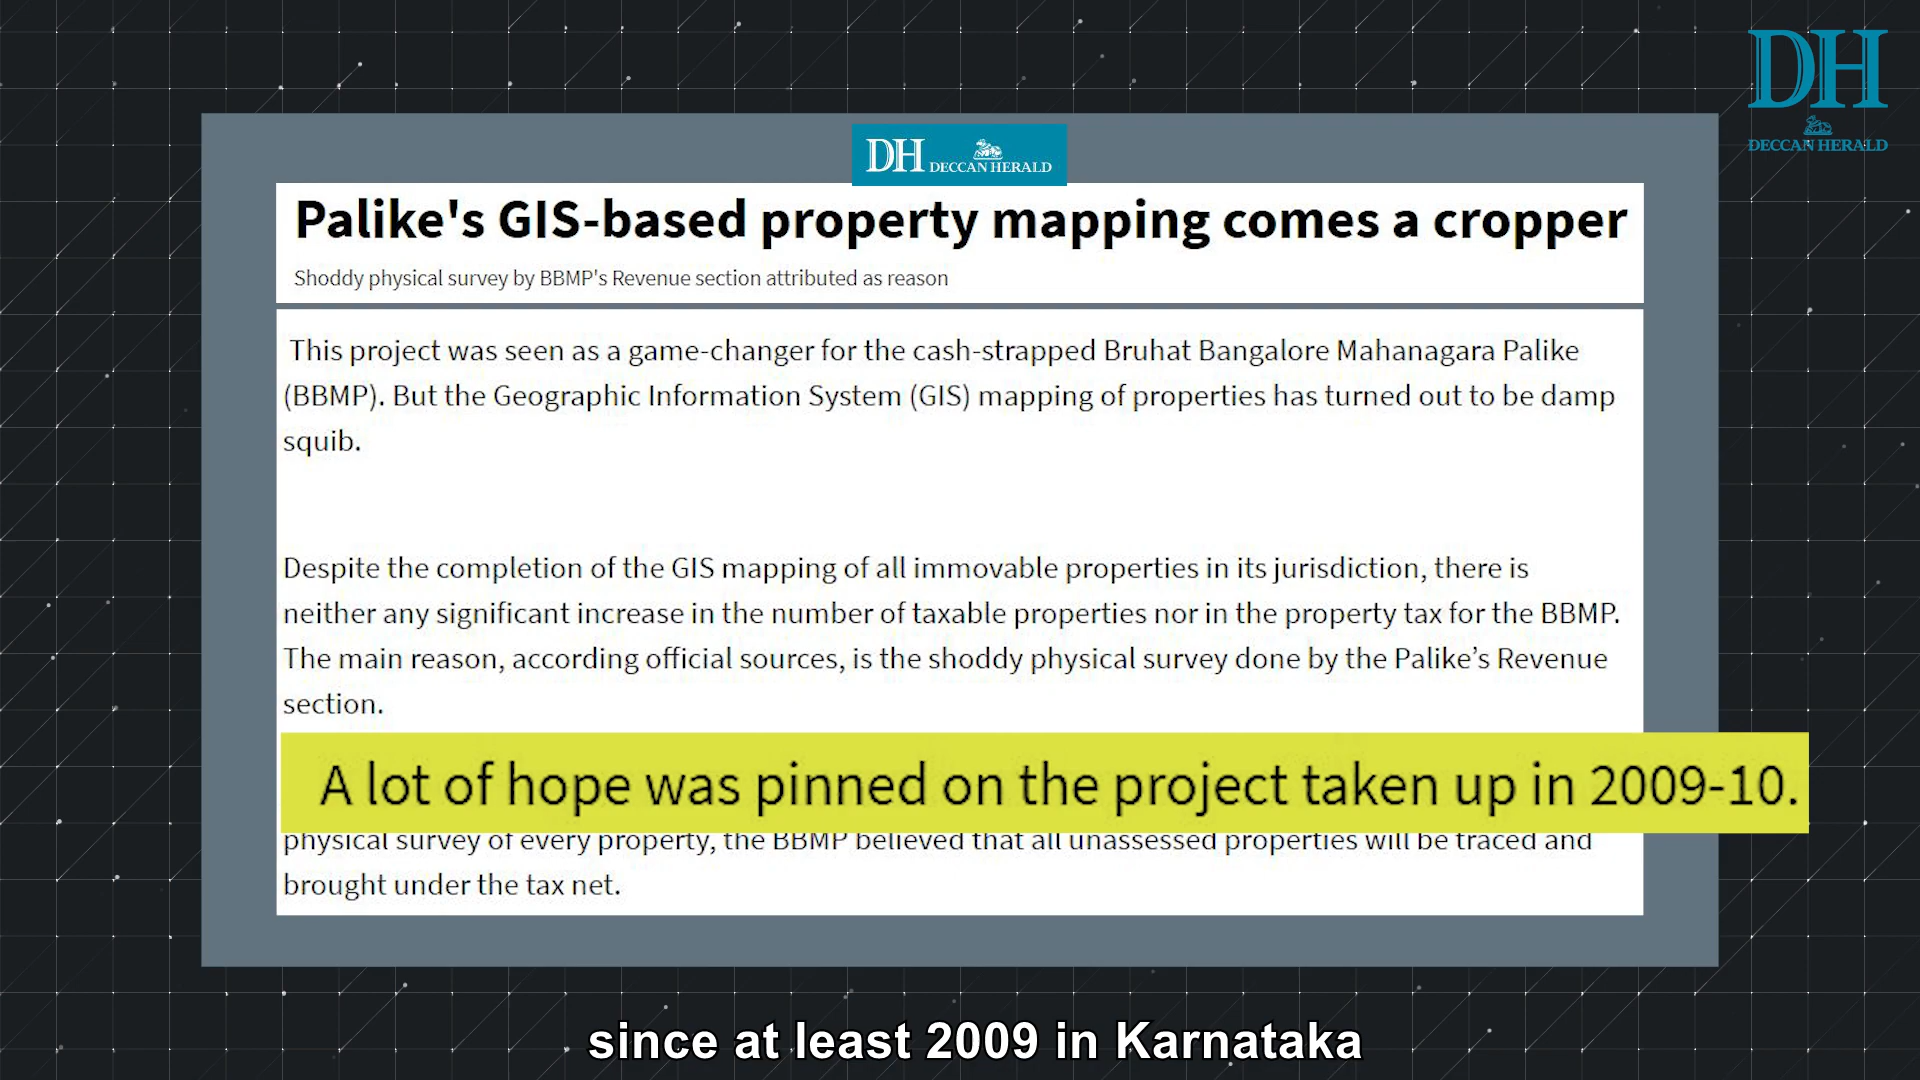 DH
DECCAN HERALD
DH DECCAN HERALD
Palike's GIS-based property mapping comes a cropper
Shoddy physical survey by BBMP's Revenue section attributed as reason
This project was seen as a game-changer for the cash-strapped Bruhat Bangalore Mahanagara Palike
(BBMP). But the Geographic Information System (GIS) mapping of properties has turned out to be damp
squib.
Despite the completion of the GIS mapping of all immovable properties in its jurisdiction, there is
neither any significant increase in the number of taxable properties nor in the property tax for the BBMP.
The main reason, according official sources, is the shoddy physical survey done by the Palike’s Revenue
section.
A lot of hope was pinned on the project taken up in 2009-10.
physical survey of every property, the BBMP believed that all unassessed properties will be traced and
brought under the tax net.
since at least 2009 in Karnataka